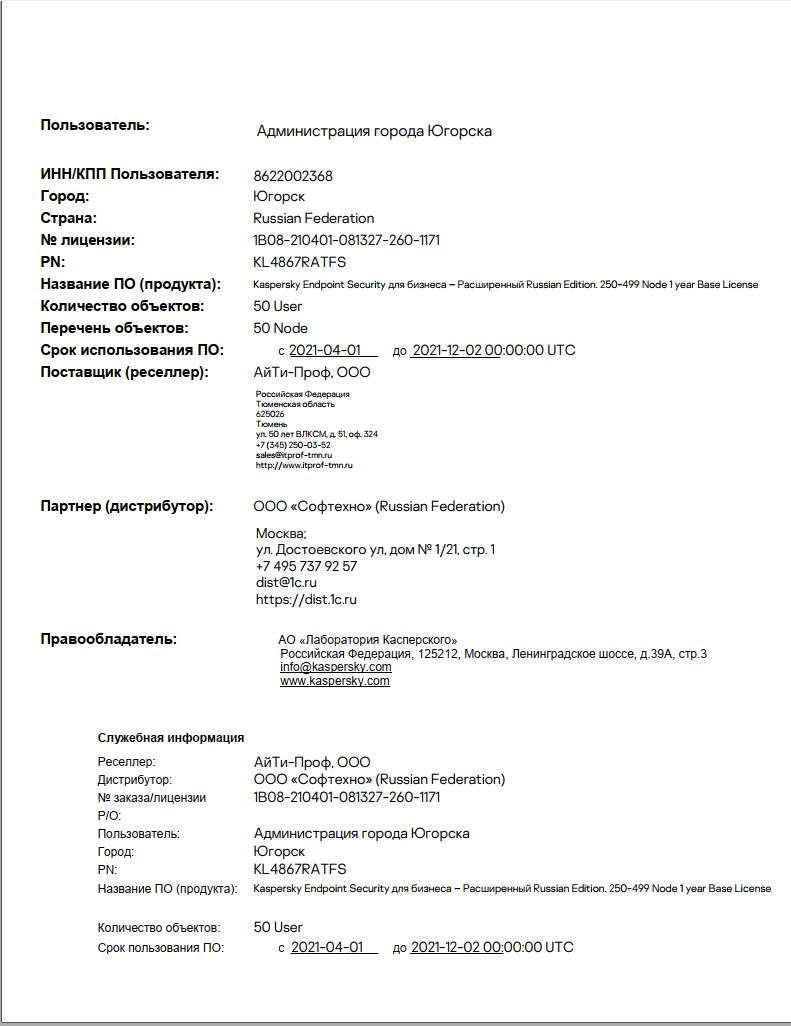 Пользователь: Администрация города Югорска
ИНН/КПП Пользователя: 8622002368
Город: Югорск
Страна: Russian Federation
№ лицензии: 1B08-210401-081327-260-1171
PN: KL4867RATFS
Название ПО (продукта): Kaspersky Endpoint Security для бизнеса – Расширенный Russian Edition. 250-499 Node 1 year Base License
Количество объектов: 50 User
Перечень объектов: 50 Node
Срок использования ПО: с 2021-04-01 до 2021-12-02 00:00:00 UTC
Поставщик (реселлер): АйТи-Проф, ООО
Российская Федерация
Тюменская область
625026
Тюмень
ул. 50 лет ВЛКСМ, д. 51, оф. 324
+7 (345) 250-03-52
sales@itprof-tmn.ru
http://www.itprof-tmn.ru
Партнер (дистрибутор): ООО «Софтехно» (Russian Federation)
Москва;
ул. Достоевского ул, дом № 1/21, стр. 1
+7 495 737 92 57
dist@1c.ru
https://dist.1c.ru
Правообладатель: АО «Лаборатория Касперского»
Российская Федерация, 125212, Москва, Ленинградское шоссе, д.39А, стр.3
info@kaspersky.com
www.kaspersky.com
Служебная информация
Реселлер: АйТи-Проф, ООО
Дистрибутор: ООО «Софтехно» (Russian Federation)
№ заказа/лицензии 1B08-210401-081327-260-1171
P/O:
Пользователь: Администрация города Югорска
Город: Югорск
PN: KL4867RATFS
Название ПО (продукта): Kaspersky Endpoint Security для бизнеса – Расширенный Russian Edition. 250-499 Node 1 year Base License
Количество объектов: 50 User
Срок пользования ПО: с 2021-04-01 до 2021-12-02 00:00:00 UTC